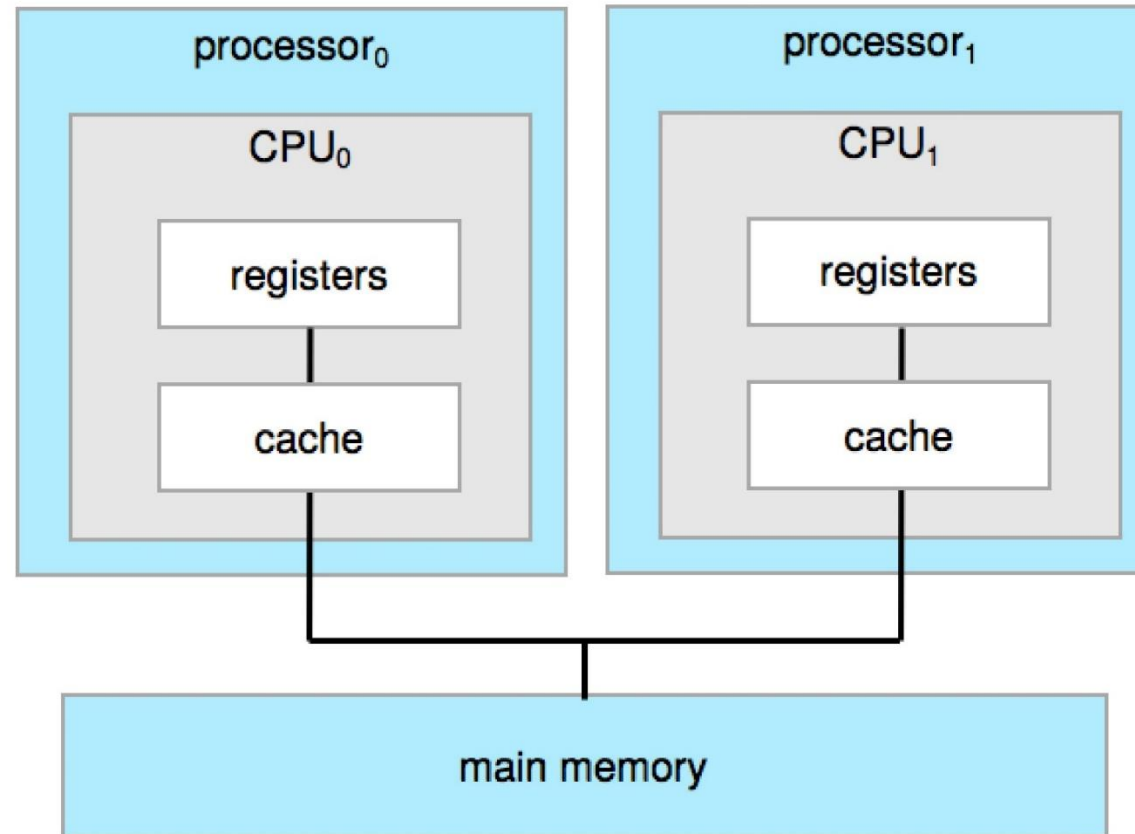 processor₀
processor₁
CPU₀
CPU₁
registers
registers
cache
cache
main memory